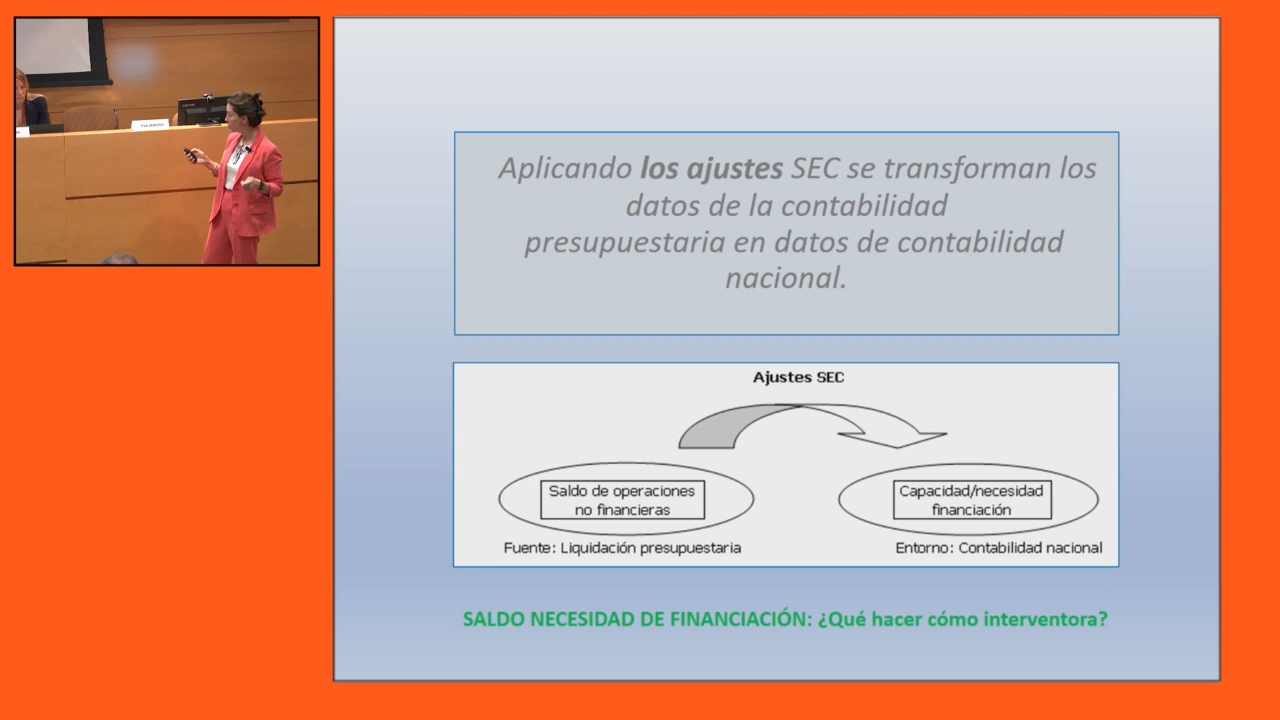 Aplicando los ajustes SEC se transforman los
datos de la contabilidad
presupuestaria en datos de contabilidad
nacional.
Ajustes SEC
Saldo de operaciones
no financieras
Capacidad/necesidad
financiación
Fuente: Liquidación presupuestaria
Entorno: Contabilidad nacional
SALDO NECESIDAD DE FINANCIACIÓN: ¿Qué hacer cómo interventora?